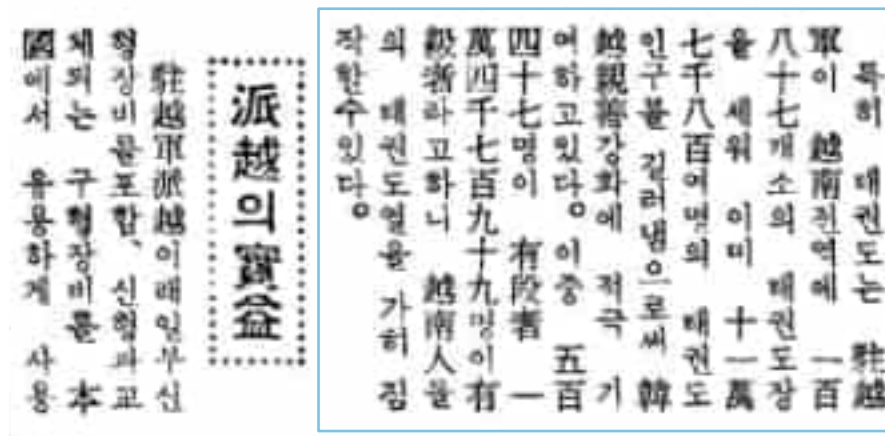 특히 태권도는 駐越
軍이 越南전역에 一百
八十七개소의 태권도장
을 세워 이미 十一萬
七千八百여명의 태권도
인구를 길러냄으로써 韓
越親善강화에 적극 기
여하고있다。이중 五百
四十七명이 有段者 一
萬四千七百九十九명이 有
級者라고하니 越南人들
의 태권도열을 가히 짐
작할수있다。
派越의 實益
駐越軍派越이래일부신
형장비를포함、신형과교
체되는 구형장비를 本
國에서 유용하게 사용